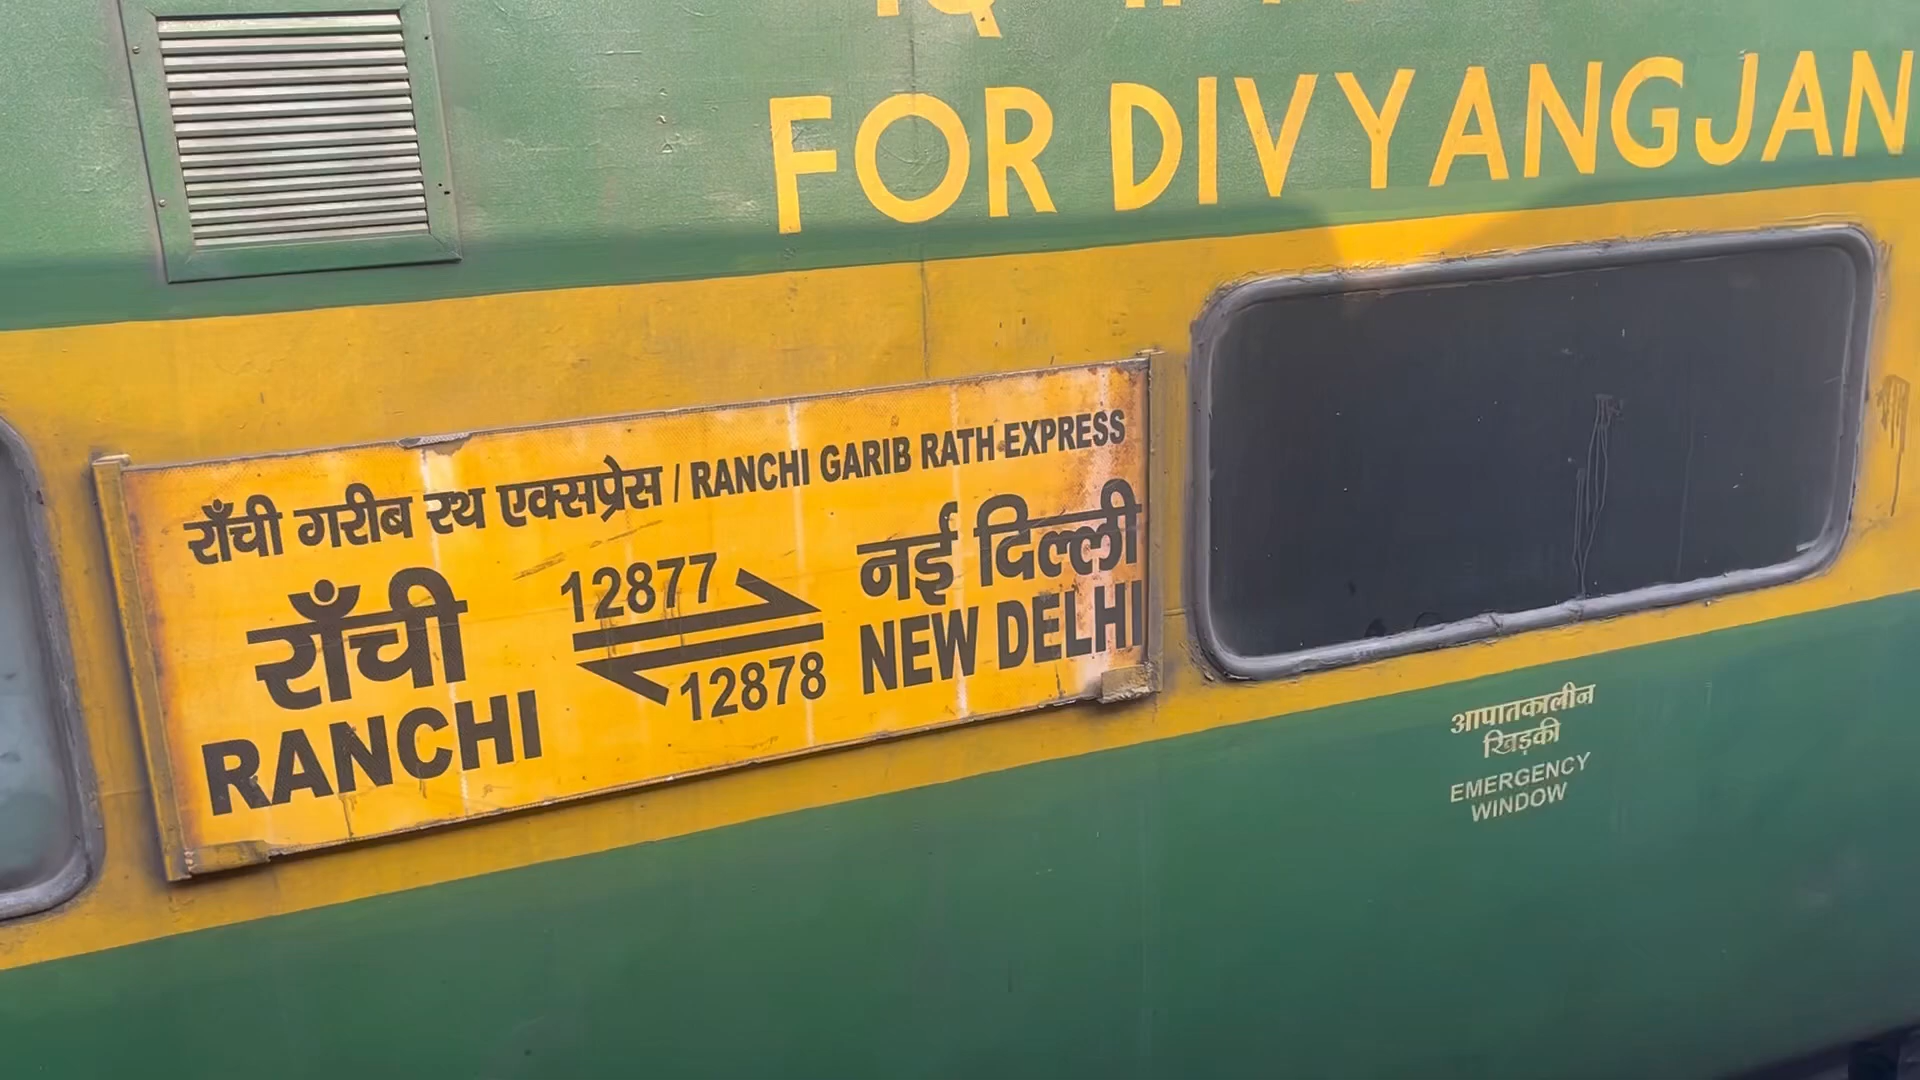 FOR DIVYANGJAN
राँची गरीब रथ एक्सप्रेस / RANCHI GARIB RATH EXPRESS
राँची
RANCHI
12877
12878
नई दिल्ली
NEW DELHI
आपातकालीन
खिड़की
EMERGENCY
WINDOW